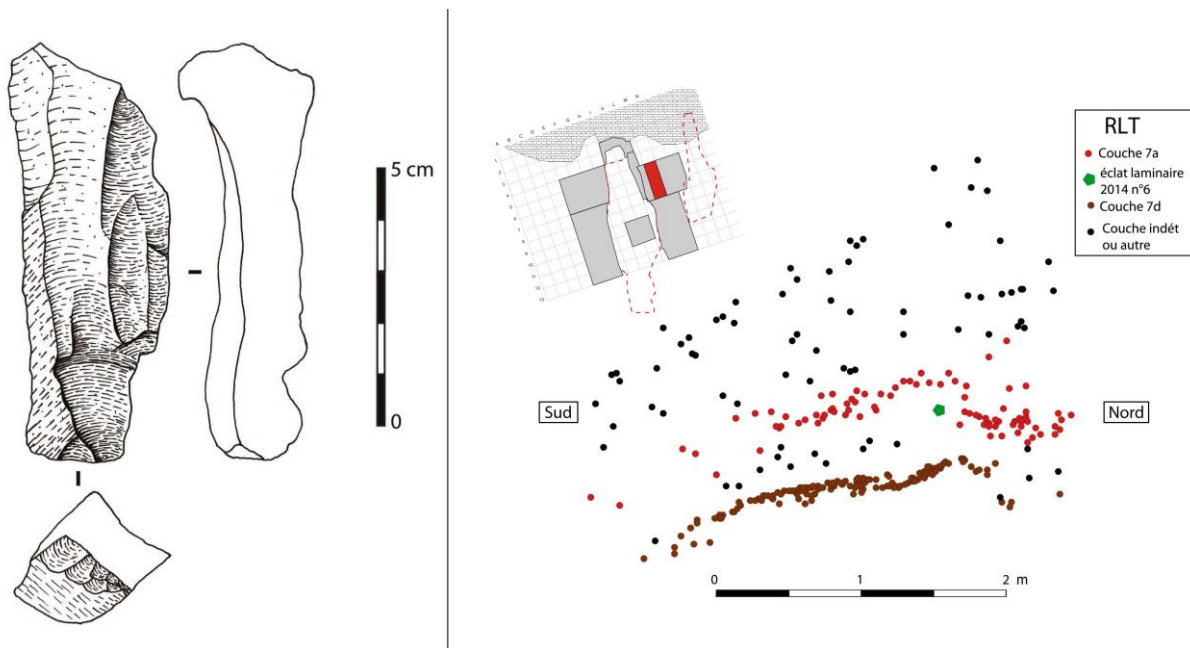 5 cm
0
RLT
Couche 7a
éclat laminaire
2014 n°6
Couche 7d
Couche indét
ou autre
Sud
Nord
0
1
2 m